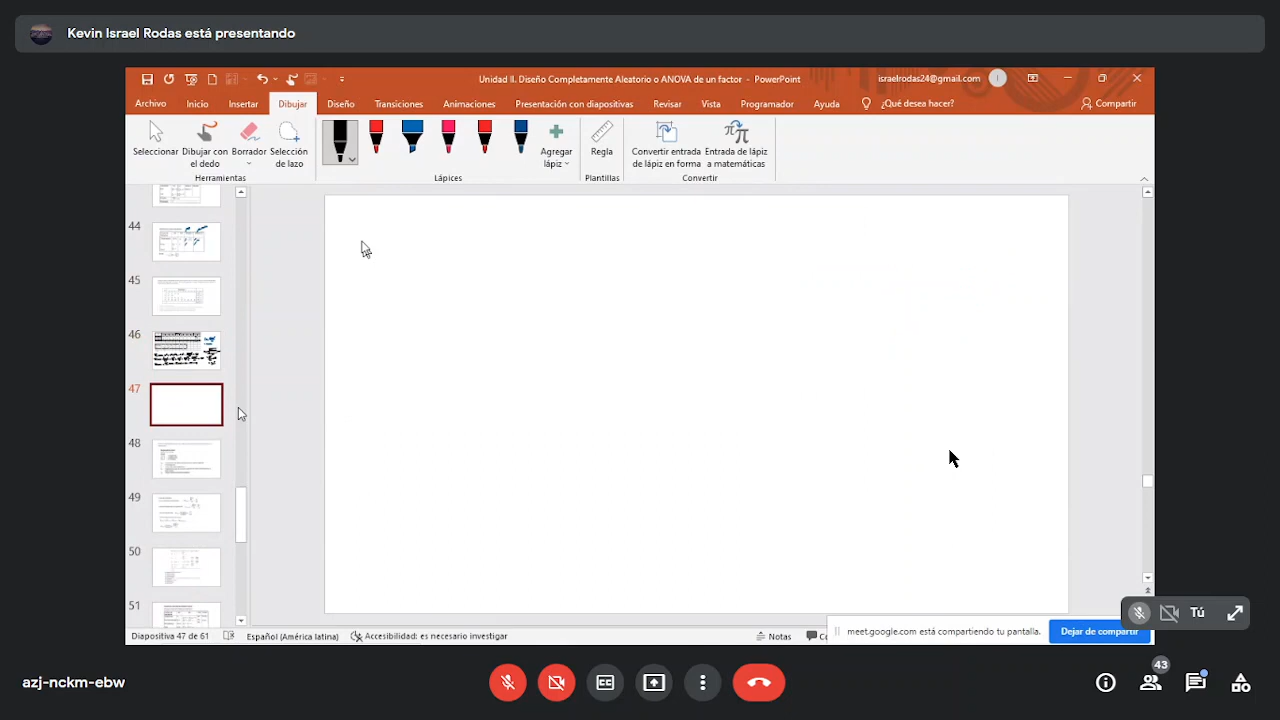 Kevin Israel Rodas está presentando
Unidad II. Diseño Completamente Aleatorio o ANOVA de un factor - PowerPoint
israelrodas24@gmail.com
I
Archivo Inicio Insertar Dibujar Diseño Transiciones Animaciones Presentación con diapositivas Revisar Vista Programador Ayuda ¿Qué desea hacer? Compartir
Seleccionar
Dibujar con el dedo
Borrador
Selección de lazo
Agregar lápiz
Regla
Convertir entrada de lápiz en forma
Entrada de lápiz a matemáticas
Herramientas Lápices Plantillas Convertir
44
45
46
47
48
49
50
51
Tú
Diapositiva 47 de 61 Español (América latina) Accesibilidad: es necesario investigar Notas
meet.google.com está compartiendo tu pantalla. Dejar de compartir
azj-nckm-ebw
43